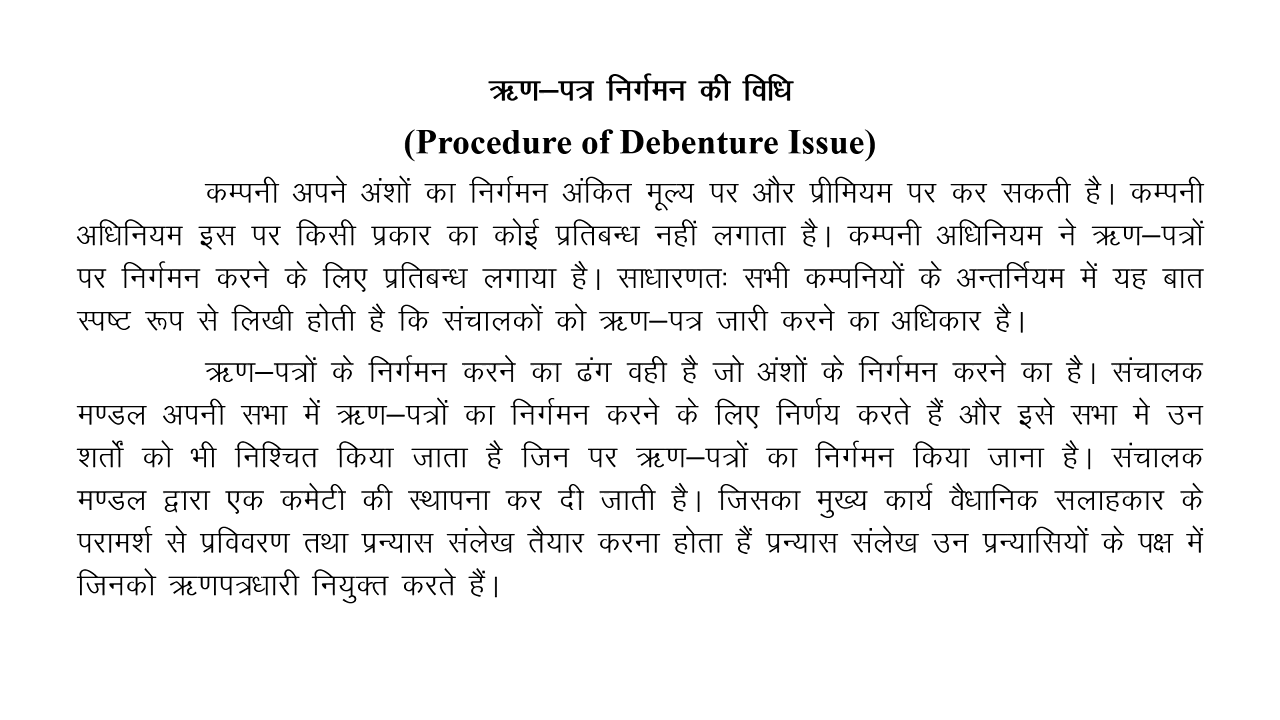 ऋण–पत्र निर्गमन की विधि
(Procedure of Debenture Issue)
कम्पनी अपने अंशों का निर्गमन अंकित मूल्य पर और प्रीमियम पर कर सकती है। कम्पनी
अधिनियम इस पर किसी प्रकार का कोई प्रतिबन्ध नहीं लगाता है। कम्पनी अधिनियम ने ऋण–पत्रों
पर निर्गमन करने के लिए प्रतिबन्ध लगाया है। साधारणतः सभी कम्पनियों के अन्तर्नियम में यह बात
स्पष्ट रूप से लिखी होती है कि संचालकों को ऋण–पत्र जारी करने का अधिकार है।
ऋण–पत्रों के निर्गमन करने का ढंग वही है जो अंशों के निर्गमन करने का है। संचालक
मण्डल अपनी सभा में ऋण–पत्रों का निर्गमन करने के लिए निर्णय करते हैं और इसे सभा मे उन
शर्तों को भी निश्चित किया जाता है जिन पर ऋण–पत्रों का निर्गमन किया जाना है। संचालक
मण्डल द्वारा एक कमेटी की स्थापना कर दी जाती है। जिसका मुख्य कार्य वैधानिक सलाहकार के
परामर्श से प्रविवरण तथा प्रन्यास संलेख तैयार करना होता हैं प्रन्यास संलेख उन प्रन्यासियों के पक्ष में
जिनको ऋणपत्रधारी नियुक्त करते हैं।